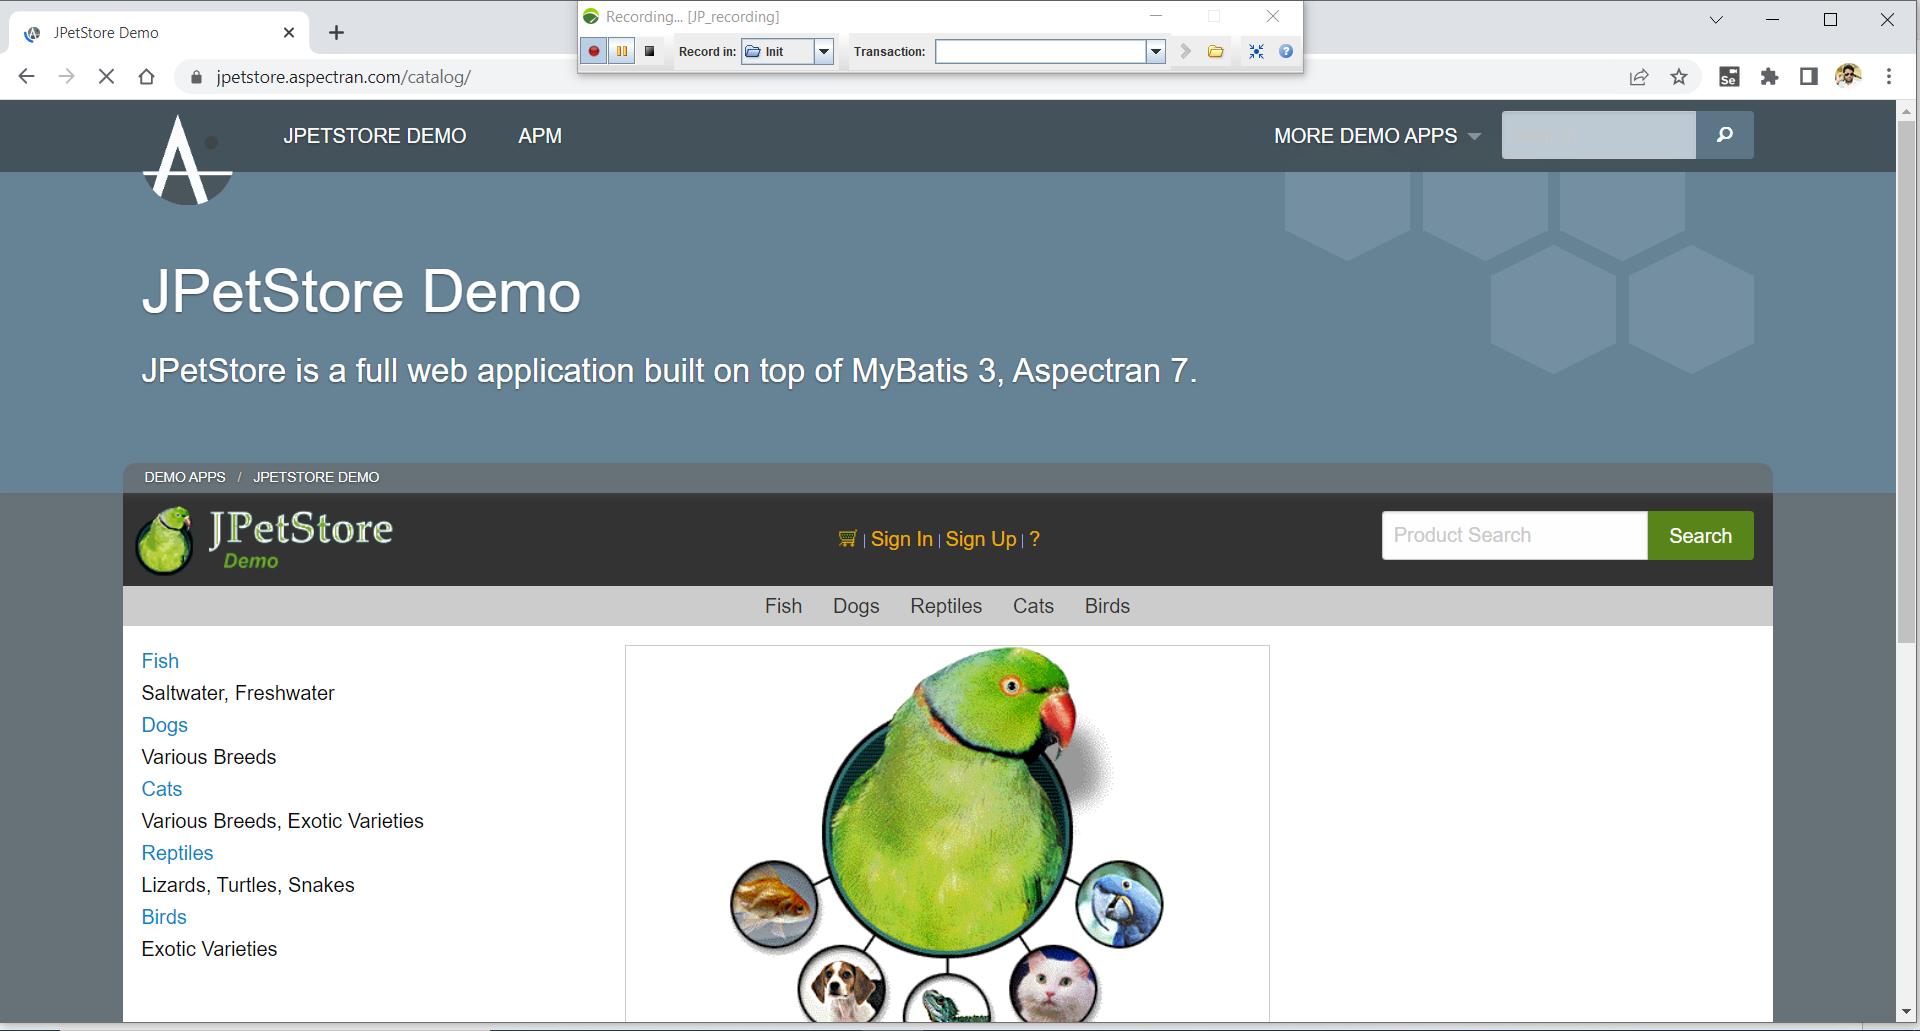 JPetStore Demo
Recording... [JP_recording]
Record in: Init Transaction:
jpetstore.aspectran.com/catalog/
Se
JPETSTORE DEMO APM MORE DEMO APPS
JPetStore Demo
JPetStore is a full web application built on top of MyBatis 3, Aspectran 7.
DEMO APPS / JPETSTORE DEMO
JPetStore
Demo
| Sign In | Sign Up | ?
Product Search Search
Fish Dogs Reptiles Cats Birds
Fish
Saltwater, Freshwater
Dogs
Various Breeds
Cats
Various Breeds, Exotic Varieties
Reptiles
Lizards, Turtles, Snakes
Birds
Exotic Varieties